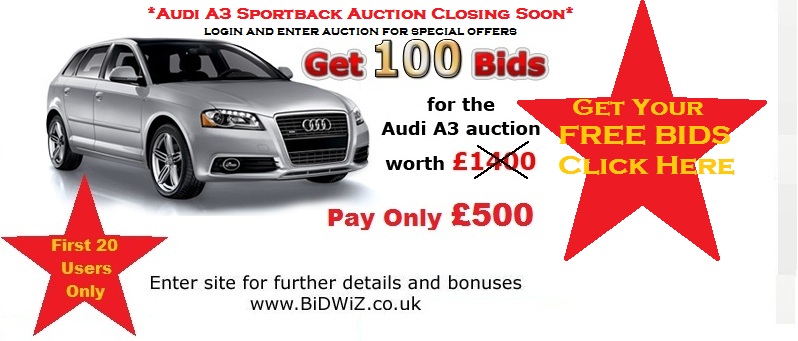 *Audi A3 Sportback Auction Closing Soon*
LOGIN AND ENTER AUCTION FOR SPECIAL OFFERS
Get 100 Bids
for the
Audi A3 auction
worth £1400
Pay Only £500
Get Your
FREE BIDS
Click Here
First 20
Users
Only
Enter site for further details and bonuses
www.BiDWiZ.co.uk